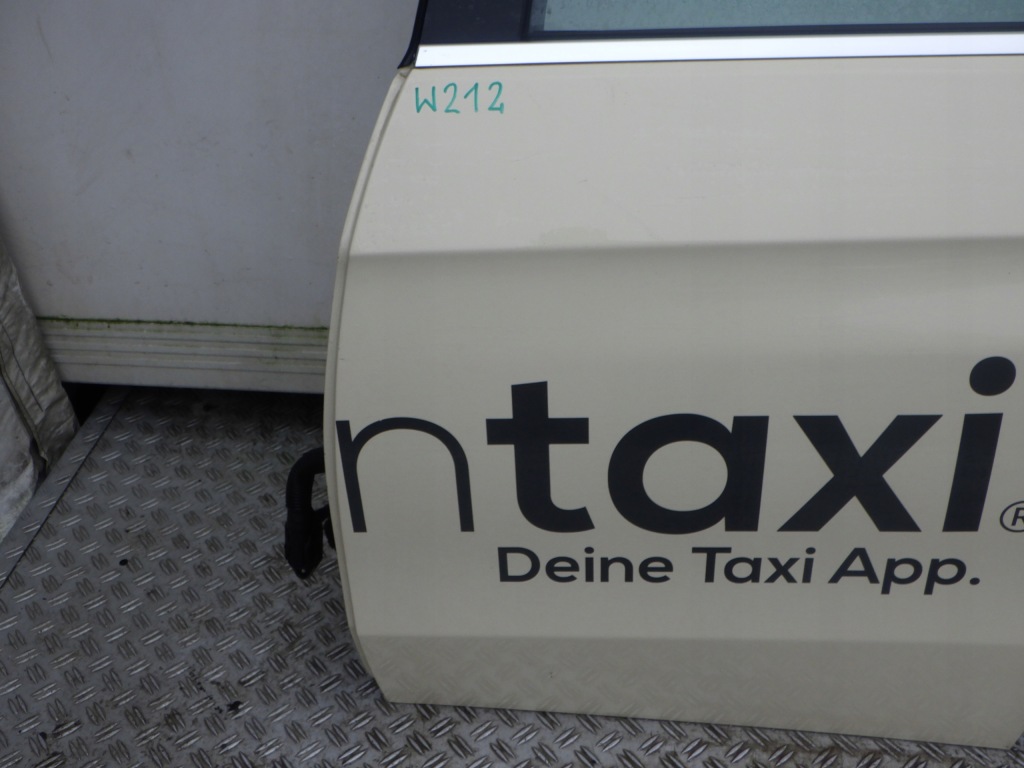 W212
ntaxi®
Deine Taxi App.